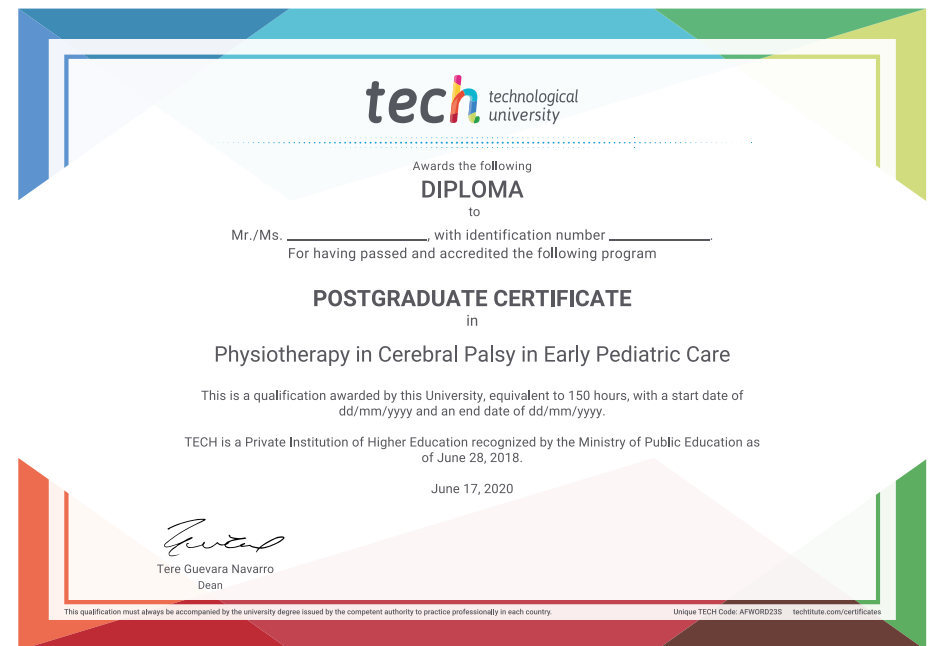 tech technological
university
Awards the following
DIPLOMA
to
Mr./Ms. ____________________, with identification number ______________.
For having passed and accredited the following program
POSTGRADUATE CERTIFICATE
in
Physiotherapy in Cerebral Palsy in Early Pediatric Care
This is a qualification awarded by this University, equivalent to 150 hours, with a start date of
dd/mm/yyyy and an end date of dd/mm/yyyy.
TECH is a Private Institution of Higher Education recognized by the Ministry of Public Education as
of June 28, 2018.
June 17, 2020
Tere Guevara Navarro
Dean
This qualification must always be accompanied by the university degree issued by the competent authority to practice professionally in each country. Unique TECH Code: AFWORD23S techtitute.com/certificates